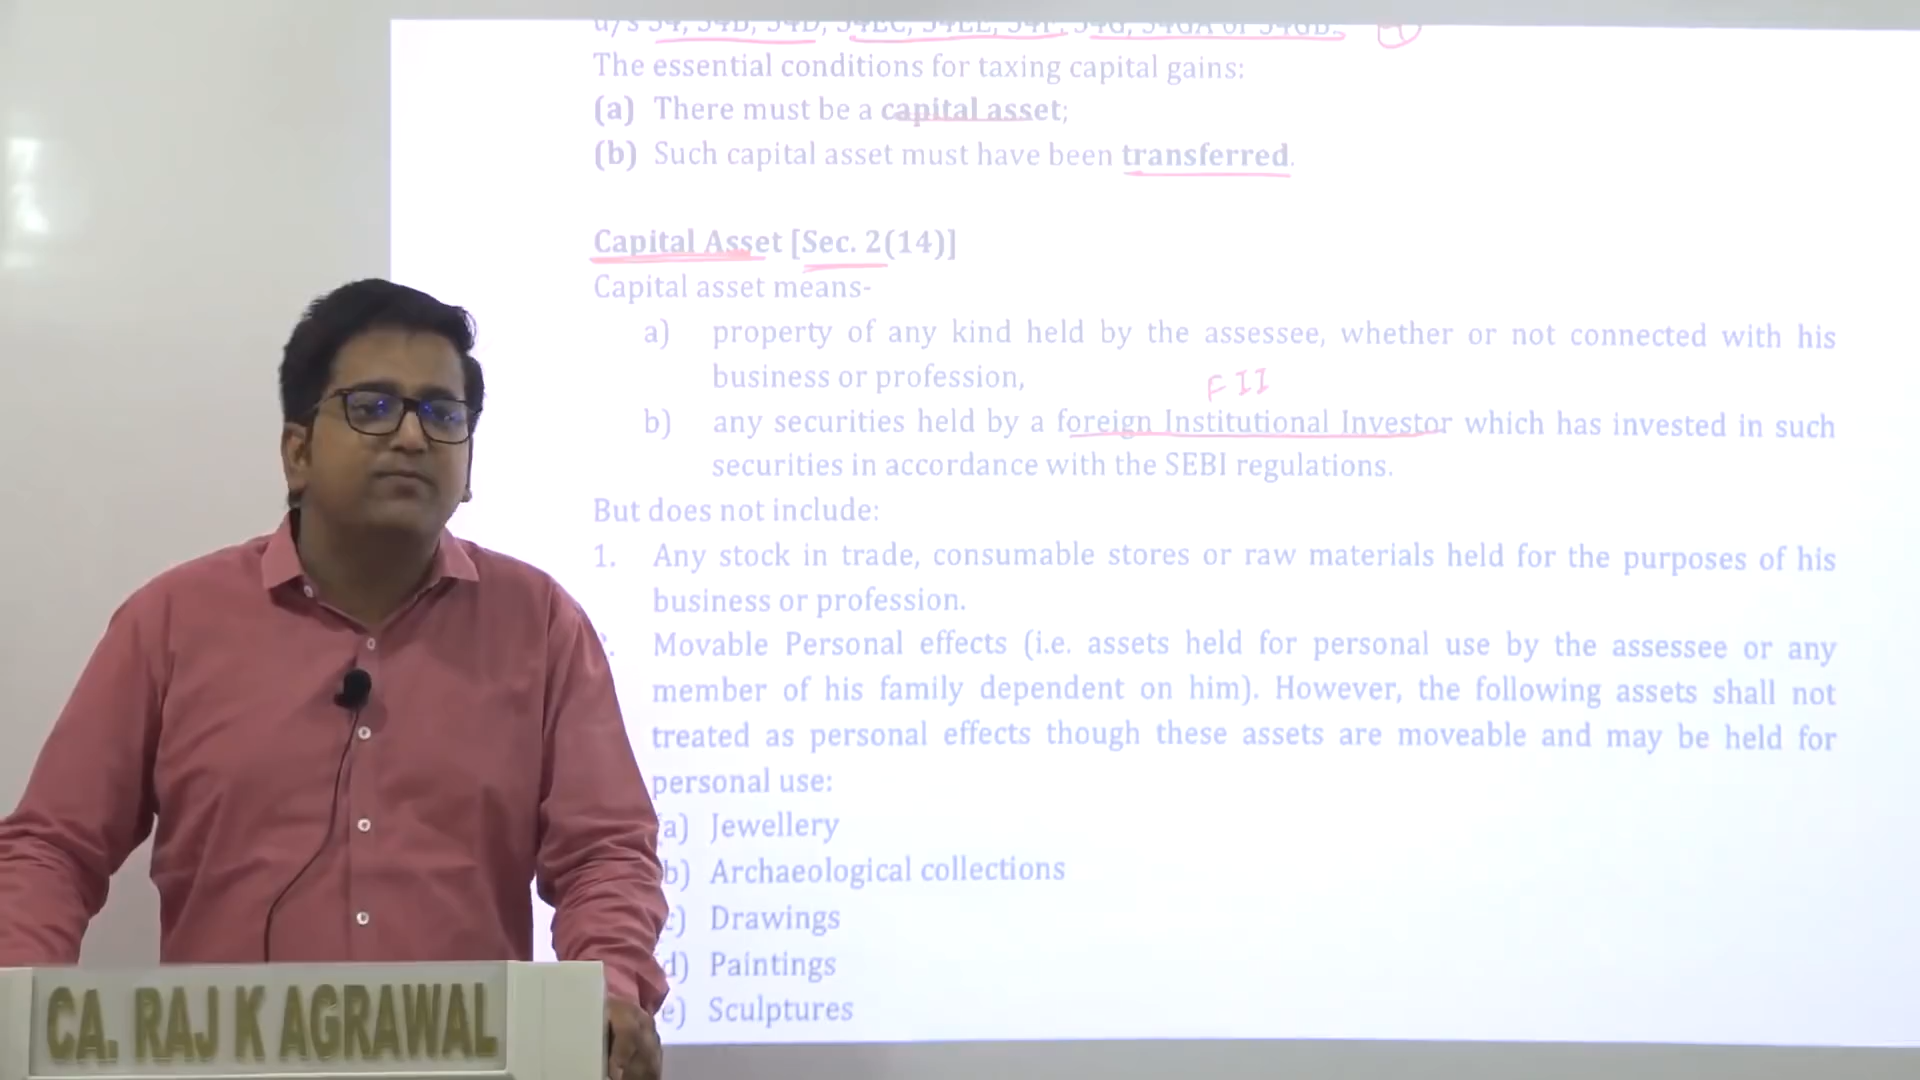 u/s 54, 54B, 54D, 54EC, 54EE, 54F, 54G, 54GA or 54GB.
The essential conditions for taxing capital gains:
(a) There must be a capital asset;
(b) Such capital asset must have been transferred.
Capital Asset [Sec. 2(14)]
Capital asset means-
a) property of any kind held by the assessee, whether or not connected with his
business or profession,
FII
b) any securities held by a foreign Institutional Investor which has invested in such
securities in accordance with the SEBI regulations.
But does not include:
1. Any stock in trade, consumable stores or raw materials held for the purposes of his
business or profession.
Movable Personal effects (i.e. assets held for personal use by the assessee or any
member of his family dependent on him). However, the following assets shall not
treated as personal effects though these assets are moveable and may be held for
personal use:
a) Jewellery
b) Archaeological collections
c) Drawings
d) Paintings
e) Sculptures
CA. RAJ K AGRAWAL